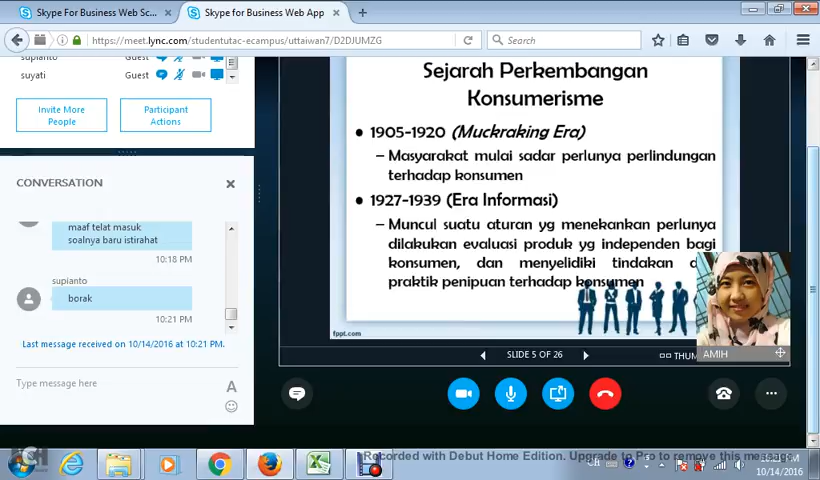 Skype For Business Web Sc...
Skype for Business Web App
https://meet.lync.com/studentutac-ecampus/uttaiwan7/D2DJUMZG
Search
supianto Guest
suyati Guest
Invite More People
Participant Actions
CONVERSATION
maaf telat masuk
soalnya baru istirahat
10:18 PM
supianto
borak
10:21 PM
Last message received on 10/14/2016 at 10:21 PM.
Type message here
A
Sejarah Perkembangan
Konsumerisme
• 1905-1920 (Muckraking Era)
– Masyarakat mulai sadar perlunya perlindungan
terhadap konsumen
• 1927-1939 (Era Informasi)
– Muncul suatu aturan yg menekankan perlunya
dilakukan evaluasi produk yg independen bagi
konsumen, dan menyelidiki tindakan
praktik penipuan terhadap konsumen
fppt.com
AMIH
SLIDE 5 OF 26
THUM
Recorded with Debut Home Edition. Upgrade to Pro to remove this message.
CH
10/14/2016